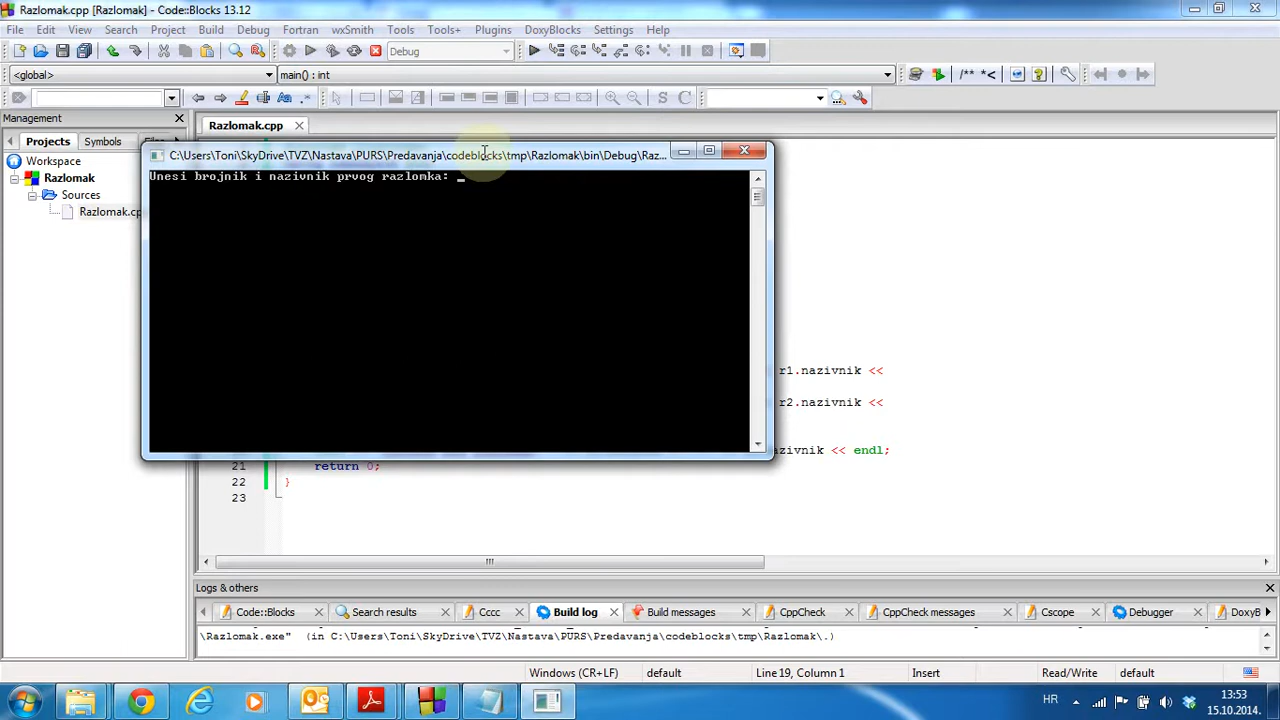 Razlomak.cpp [Razlomak] - Code::Blocks 13.12
File Edit View Search Project Build Debug Fortran wxSmith Tools Tools+ Plugins DoxyBlocks Settings Help
Debug
<global> main() : int /** *<
Management
Projects Symbols
Razlomak.cpp
Workspace
Razlomak
Sources
Razlomak.cp
C:\Users\Toni\SkyDrive\TVZ\Nastava\PURS\Predavanja\codeblocks\tmp\Razlomak\bin\Debug\Raz...
Unesi brojnik i nazivnik prvog razlomka: _
r1.nazivnik <<
r2.nazivnik <<
zivnik << endl;
21 return 0;
22 }
23
Logs & others
Code::Blocks Search results Cccc Build log Build messages CppCheck CppCheck messages Cscope Debugger DoxyB
\Razlomak.exe" (in C:\Users\Toni\SkyDrive\TVZ\Nastava\PURS\Predavanja\codeblocks\tmp\Razlomak\.)
Windows (CR+LF) default Line 19, Column 1 Insert Read/Write default
HR 13:53
15.10.2014.